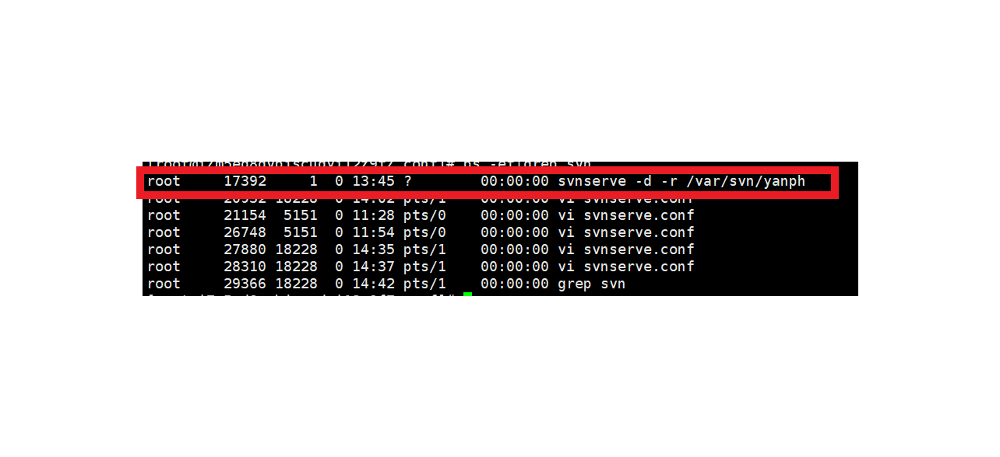 ps -ef|grep svn
root     17392     1  0 13:45 ?        00:00:00 svnserve -d -r /var/svn/yanph
root     20932 18228  0 14:02 pts/1    00:00:00 vi svnserve.conf
root     21154  5151  0 11:28 pts/0    00:00:00 vi svnserve.conf
root     26748  5151  0 11:54 pts/0    00:00:00 vi svnserve.conf
root     27880 18228  0 14:35 pts/1    00:00:00 vi svnserve.conf
root     28310 18228  0 14:37 pts/1    00:00:00 vi svnserve.conf
root     29366 18228  0 14:42 pts/1    00:00:00 grep svn